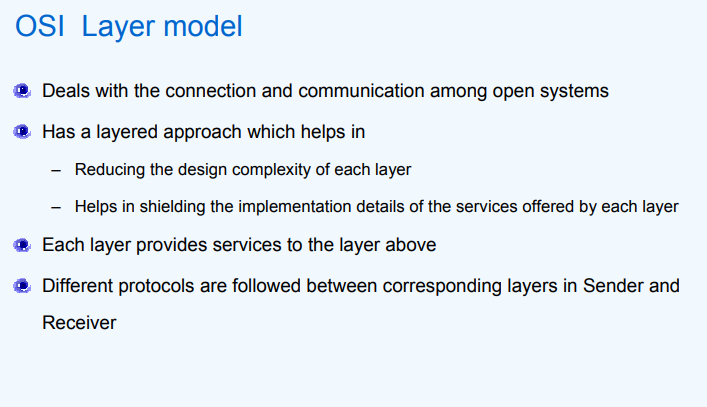 OSI  Layer model
Deals with the connection and communication among open systems
Has a layered approach which helps in
– Reducing the design complexity of each layer
– Helps in shielding the implementation details of the services offered by each layer
Each layer provides services to the layer above
Different protocols are followed between corresponding layers in Sender and
Receiver